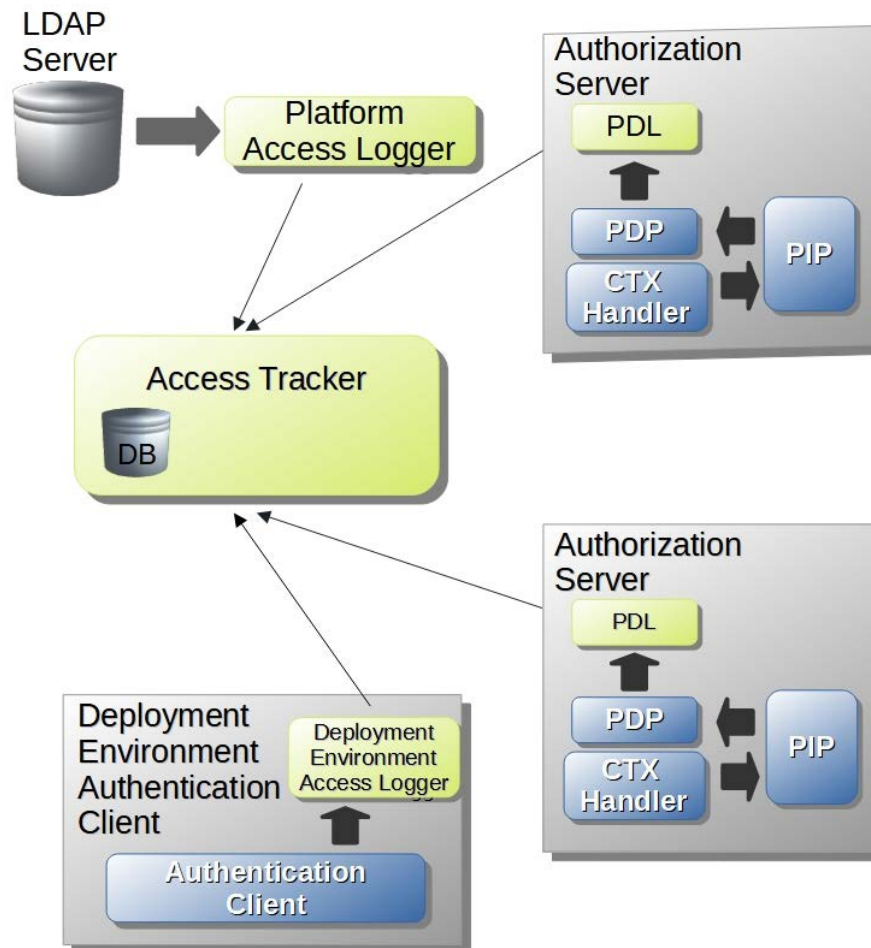 LDAP
Server
Platform
Access Logger
Authorization
Server
PDL
PDP
PIP
CTX
Handler
Access Tracker
DB
Authorization
Server
PDL
PDP
PIP
CTX
Handler
Deployment
Environment
Authentication
Client
Deployment
Environment
Access Logger
Authentication
Client